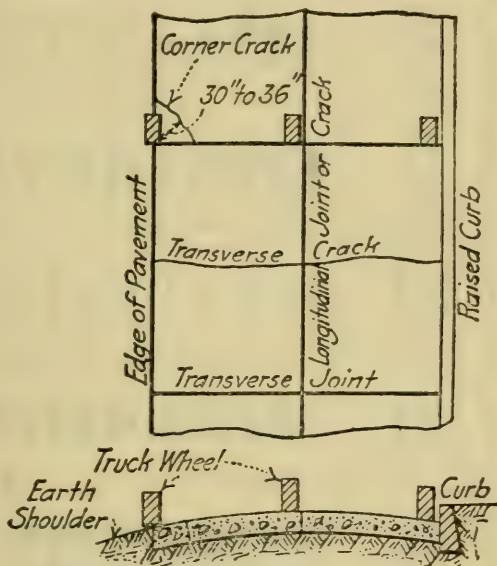 Corner Crack
30" to 36"
Crack
Longitudinal Joint or
Edge of Pavement
Raised Curb
Transverse Crack
Transverse Joint
Truck Wheel
Earth
Shoulder
Curb